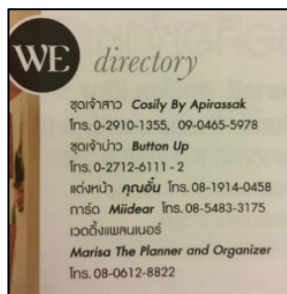 WE directory
ชุดเจ้าสาว Cosily By Apirassak
โทร. 0-2910-1355, 09-0465-5978
ชุดเจ้าบ่าว Button Up
โทร. 0-2712-6111 - 2
แต่งหน้า คุณอั๋น โทร. 08-1914-0458
การ์ด Miidear โทร. 08-5483-3175
เวดดิ้งแพลนเนอร์
Marisa The Planner and Organizer
โทร. 08-0612-8822